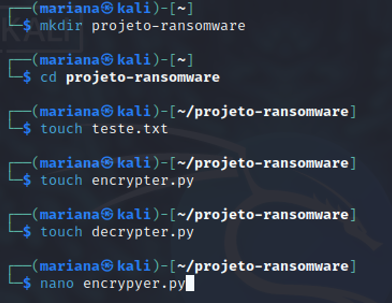 ┌──(mariana㉿kali)-[~]
└─$ mkdir projeto-ransomware
┌──(mariana㉿kali)-[~]
└─$ cd projeto-ransomware
┌──(mariana㉿kali)-[~/projeto-ransomware]
└─$ touch teste.txt
┌──(mariana㉿kali)-[~/projeto-ransomware]
└─$ touch encrypter.py
┌──(mariana㉿kali)-[~/projeto-ransomware]
└─$ touch decrypter.py
┌──(mariana㉿kali)-[~/projeto-ransomware]
└─$ nano encrypyer.py